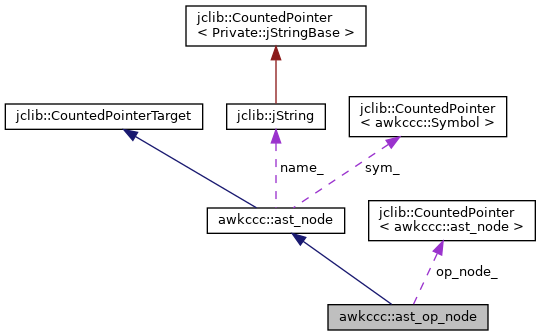 jclib::CountedPointer
< Private::jStringBase >
jclib::CountedPointerTarget
jclib::jString
jclib::CountedPointer
< awkccc::Symbol >
name_
sym_
awkccc::ast_node
jclib::CountedPointer
< awkccc::ast_node >
op_node_
awkccc::ast_op_node